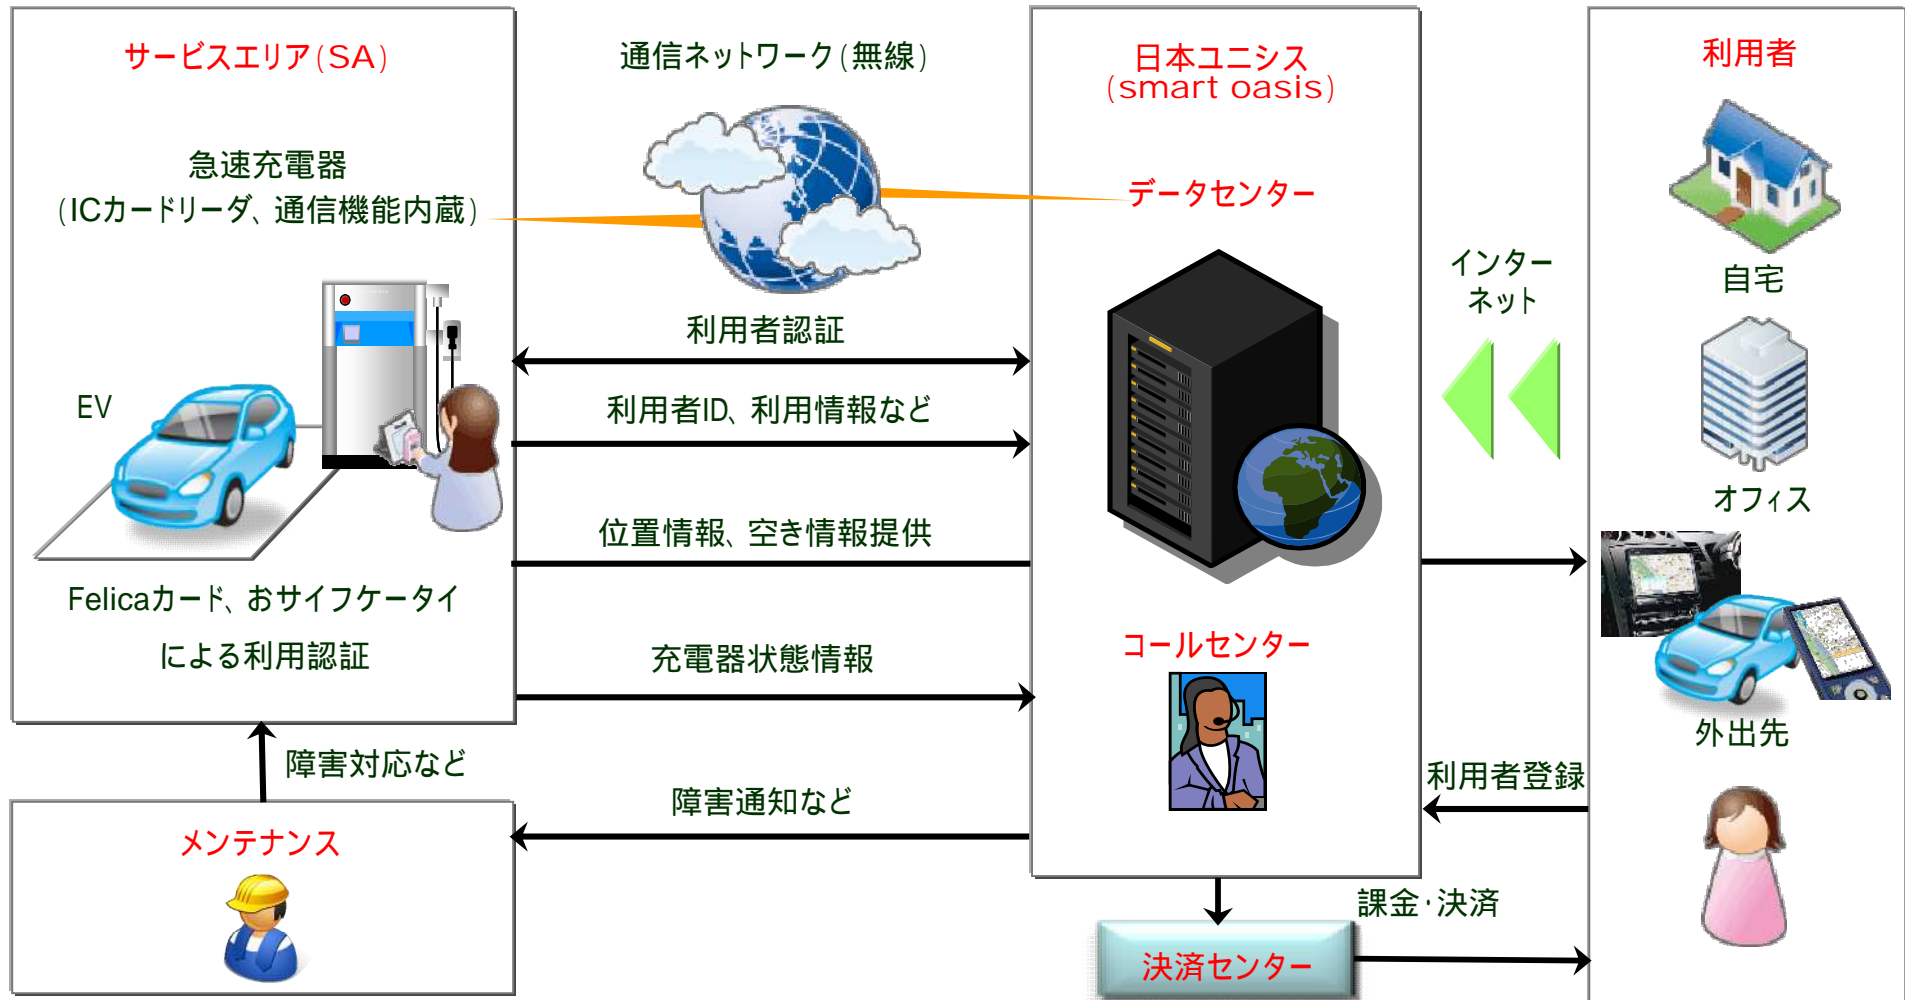 サービスエリア(SA)
急速充電器
(ICカードリーダ、通信機能内蔵)
EV
Felicaカード、おサイフケータイ
による利用認証
障害対応など
メンテナンス
通信ネットワーク(無線)
利用者認証
利用者ID、利用情報など
位置情報、空き情報提供
充電器状態情報
障害通知など
日本ユニシス
(smart oasis)
データセンター
コールセンター
決済センター
インター
ネット
利用者登録
課金・決済
利用者
自宅
オフィス
外出先